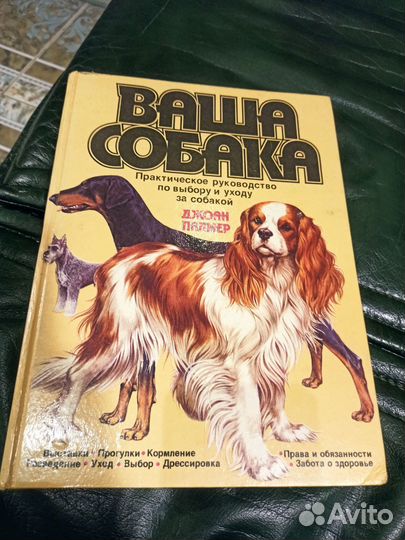 ВАША
СОБАКА
Практическое руководство
по выбору и уходу
за собакой
ДЖОАН
ПАЛМЕР
Выставки • Прогулки • Кормление
Разведение • Уход • Выбор • Дрессировка
• Права и обязанности
• Забота о здоровье
Avito